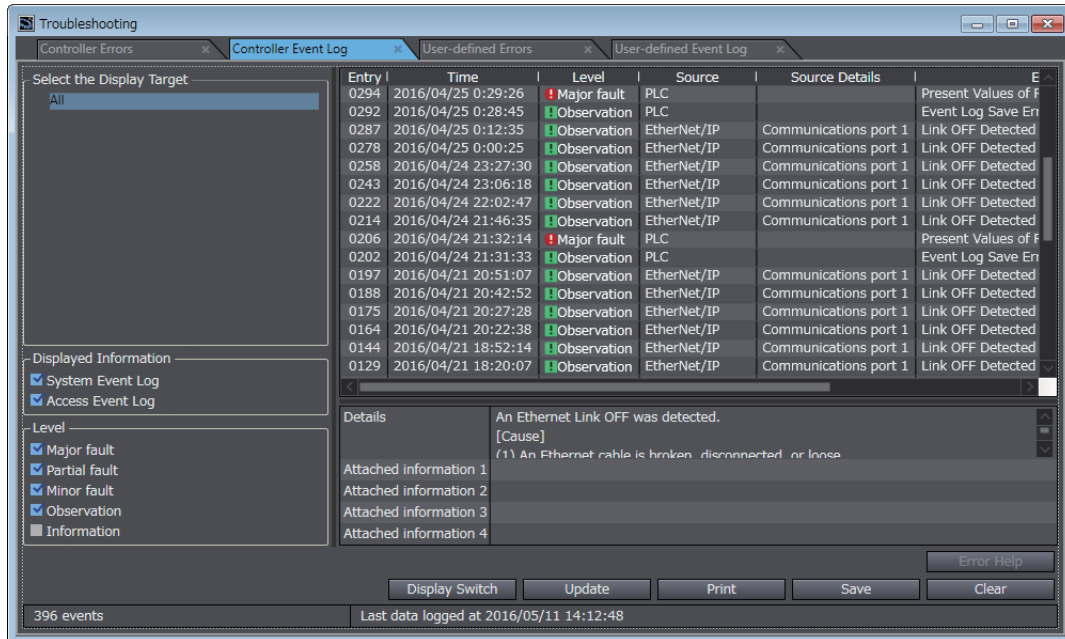 Troubleshooting
Controller Errors
Controller Event Log
User-defined Errors
User-defined Event Log
Select the Display Target
All
Displayed Information
System Event Log
Access Event Log
Level
Major fault
Partial fault
Minor fault
Observation
Information
Entry Time Level Source Source Details E
0294 2016/04/25 0:29:26 Major fault PLC Present Values of
0292 2016/04/25 0:28:45 Observation PLC Event Log Save Err
0287 2016/04/25 0:12:35 Observation EtherNet/IP Communications port 1 Link OFF Detected
0278 2016/04/25 0:00:25 Observation EtherNet/IP Communications port 1 Link OFF Detected
0258 2016/04/24 23:27:30 Observation EtherNet/IP Communications port 1 Link OFF Detected
0243 2016/04/24 23:06:18 Observation EtherNet/IP Communications port 1 Link OFF Detected
0222 2016/04/24 22:02:47 Observation EtherNet/IP Communications port 1 Link OFF Detected
0214 2016/04/24 21:46:35 Observation EtherNet/IP Communications port 1 Link OFF Detected
0206 2016/04/24 21:32:14 Major fault PLC Present Values of
0202 2016/04/24 21:31:33 Observation PLC Event Log Save Err
0197 2016/04/21 20:51:07 Observation EtherNet/IP Communications port 1 Link OFF Detected
0188 2016/04/21 20:42:52 Observation EtherNet/IP Communications port 1 Link OFF Detected
0175 2016/04/21 20:27:28 Observation EtherNet/IP Communications port 1 Link OFF Detected
0164 2016/04/21 20:22:38 Observation EtherNet/IP Communications port 1 Link OFF Detected
0144 2016/04/21 18:52:14 Observation EtherNet/IP Communications port 1 Link OFF Detected
0129 2016/04/21 18:20:07 Observation EtherNet/IP Communications port 1 Link OFF Detected
Details An Ethernet Link OFF was detected.
[Cause]
(1) An Ethernet cable is broken, disconnected, or loose
Attached information 1
Attached information 2
Attached information 3
Attached information 4
Error Help
Display Switch Update Print Save Clear
396 events Last data logged at 2016/05/11 14:12:48